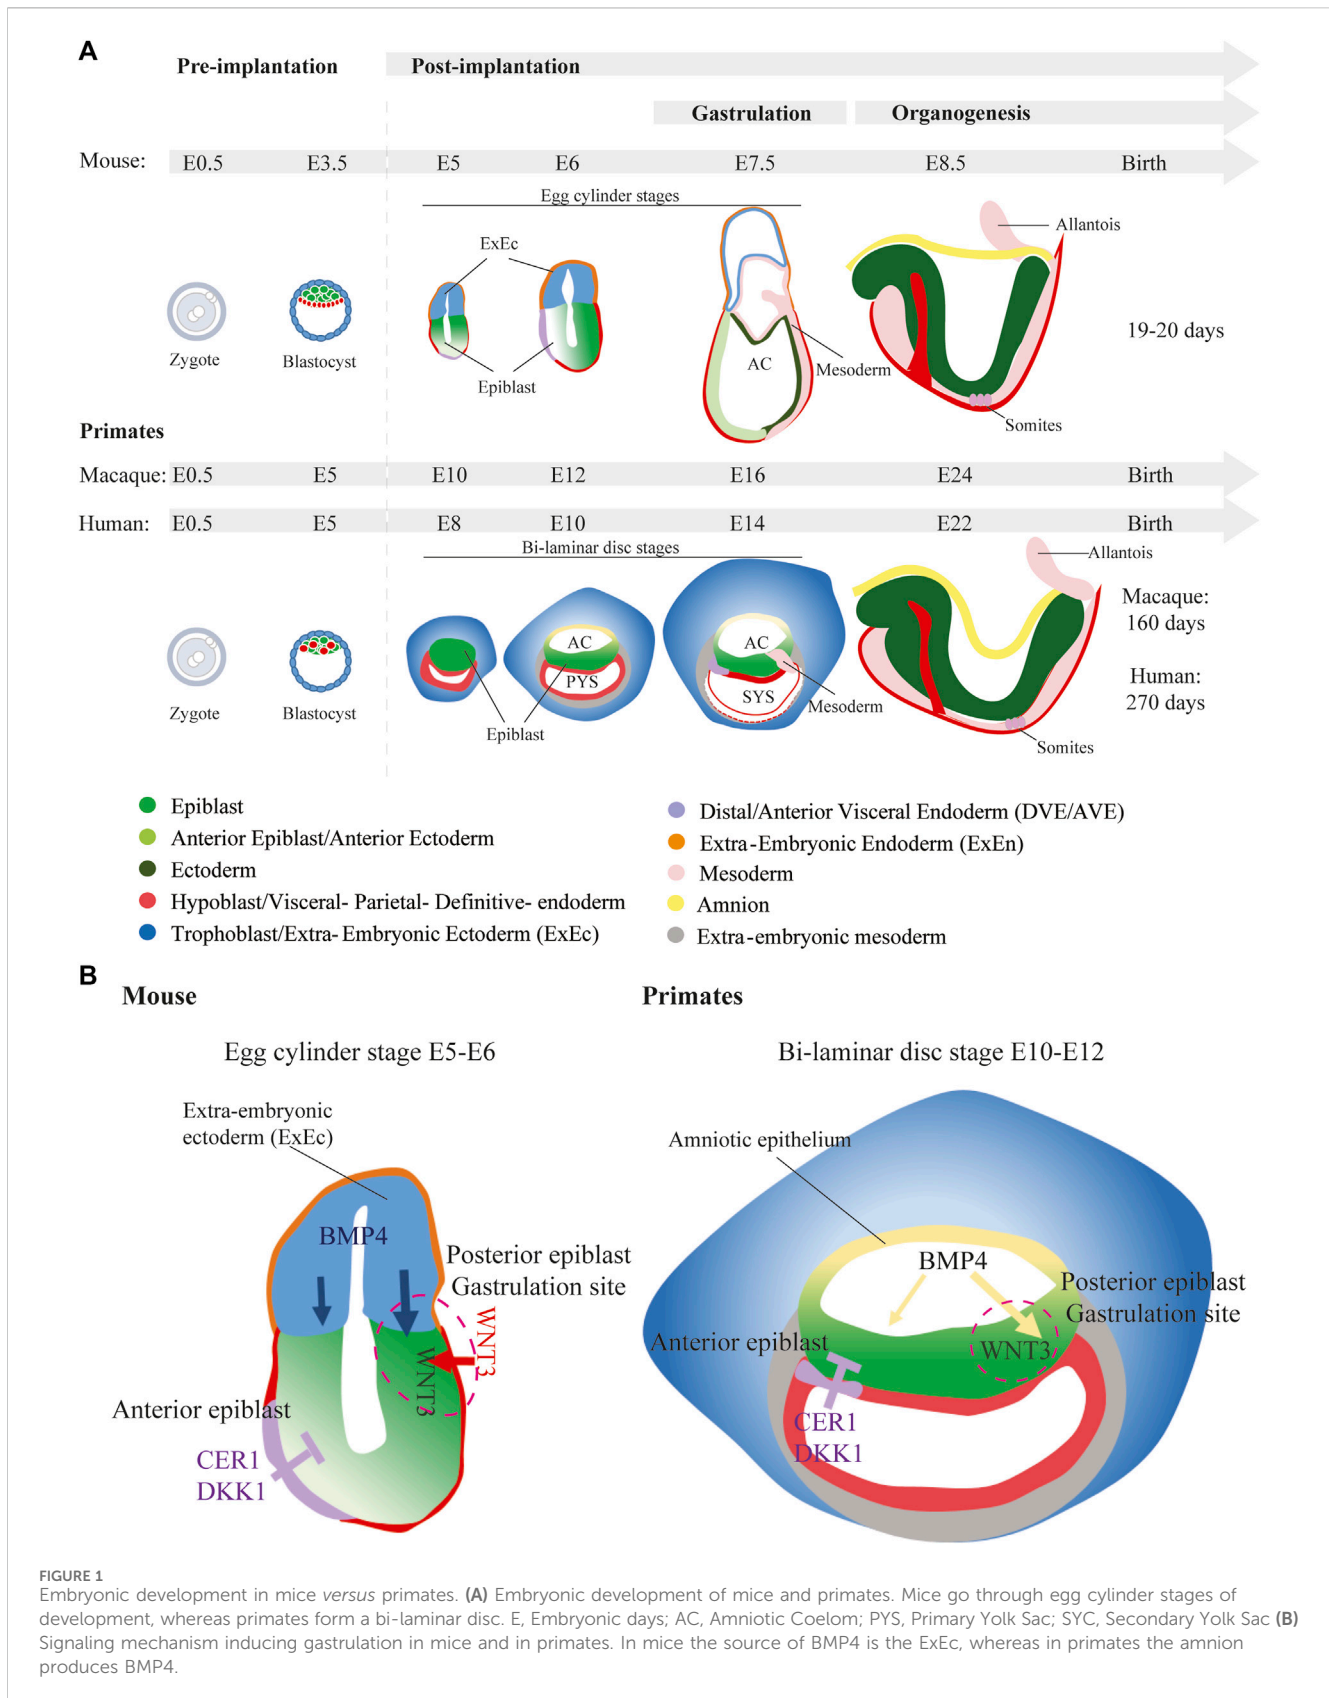 A
Pre-implantation
Post-implantation
Gastrulation
Organogenesis
Mouse: E0.5 E3.5 E5 E6 E7.5 E8.5 Birth
Egg cylinder stages
Allantois
ExEc
19-20 days
Zygote
Blastocyst
AC
Mesoderm
Epiblast
Somites
Primates
Macaque: E0.5 E5 E10 E12 E16 E24 Birth
Human: E0.5 E5 E8 E10 E14 E22 Birth
Bi-laminar disc stages
Allantois
Macaque:
160 days
AC
AC
PYS
Human:
270 days
SYS
Mesoderm
Zygote
Blastocyst
Epiblast
Somites
Epiblast
Anterior Epiblast/Anterior Ectoderm
Ectoderm
Hypoblast/Visceral- Parietal- Definitive- endoderm
Trophoblast/Extra-Embryonic Ectoderm (ExEc)
Distal/Anterior Visceral Endoderm (DVE/AVE)
Extra-Embryonic Endoderm (ExEn)
Mesoderm
Amnion
Extra-embryonic mesoderm
B
Mouse
Egg cylinder stage E5-E6
Extra-embryonic
ectoderm (ExEc)
BMP4
Posterior epiblast
Gastrulation site
WNT3
WNT3
Anterior epiblast
CER1
DKK1
Primates
Bi-laminar disc stage E10-E12
Amniotic epithelium
BMP4
Posterior epiblast
Gastrulation site
Anterior epiblast
WNT3
CER1
DKK1
FIGURE 1
Embryonic development in mice versus primates. (A) Embryonic development of mice and primates. Mice go through egg cylinder stages of
development, whereas primates form a bi-laminar disc. E, Embryonic days; AC, Amniotic Coelom; PYS, Primary Yolk Sac; SYC, Secondary Yolk Sac (B)
Signaling mechanism inducing gastrulation in mice and in primates. In mice the source of BMP4 is the ExEc, whereas in primates the amnion
produces BMP4.